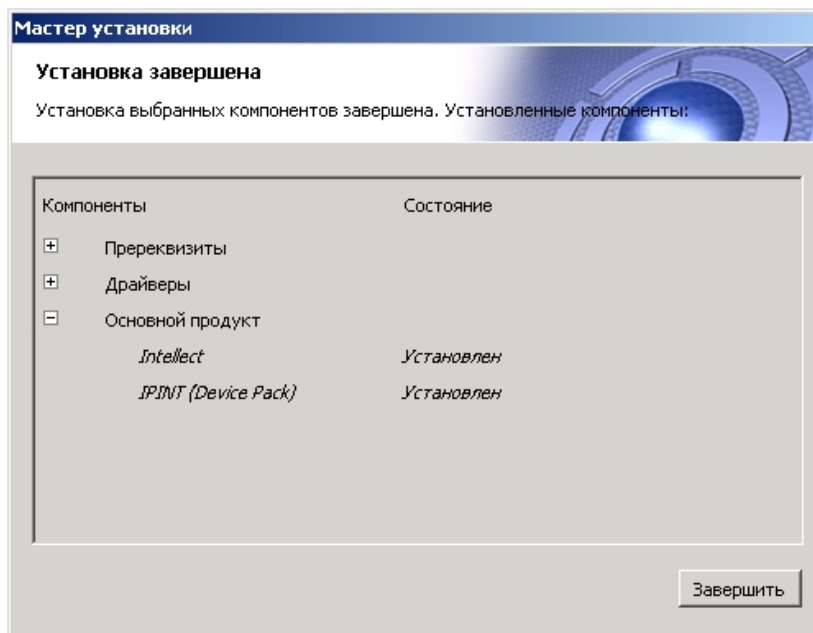 Мастер установки
Установка завершена
Установка выбранных компонентов завершена. Установленные компоненты:
Компоненты Состояние
Пререквизиты
Драйверы
Основной продукт
Intellect Установлен
IPINT (Device Pack) Установлен
Завершить